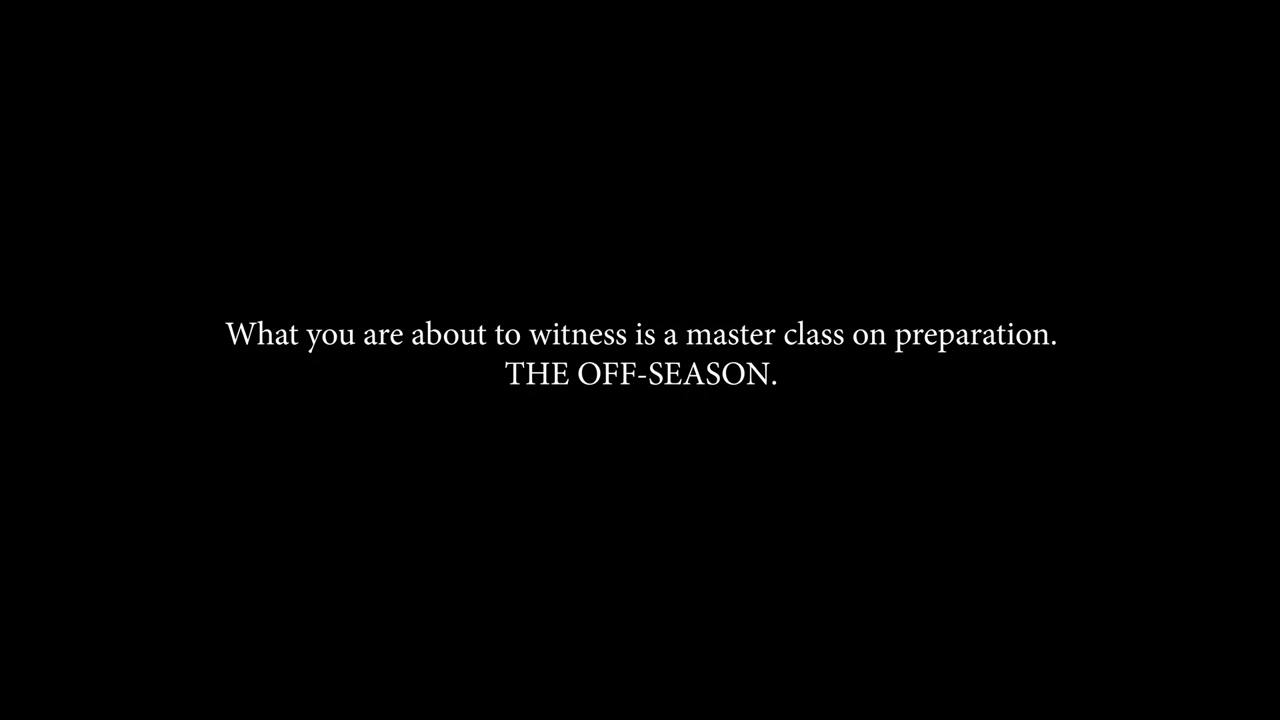 What you are about to witness is a master class on preparation.
THE OFF-SEASON.